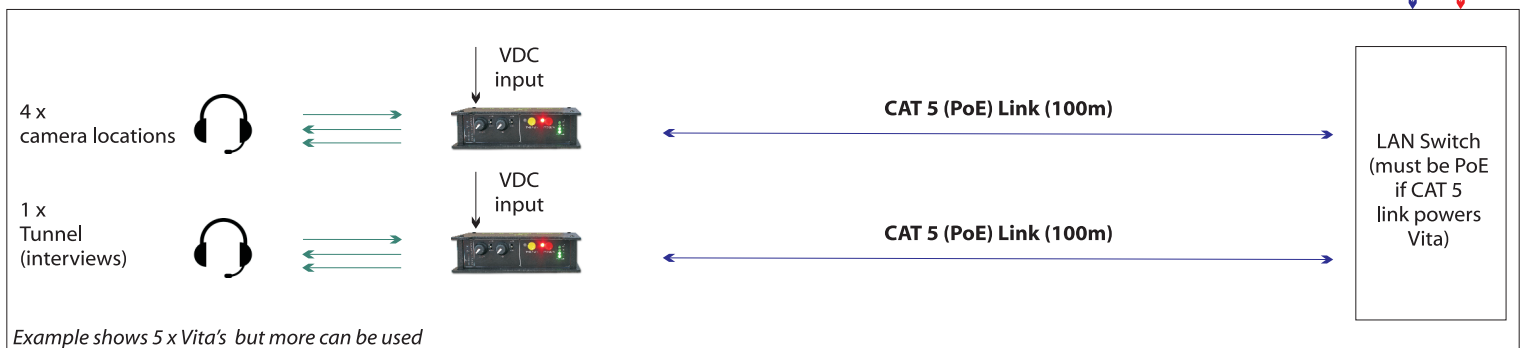 4 x
camera locations
VDC
input
CAT 5 (PoE) Link (100m)
1 x
Tunnel
(interviews)
VDC
input
CAT 5 (PoE) Link (100m)
LAN Switch
(must be PoE
if CAT 5
link powers
Vita)
Example shows 5 x Vita's but more can be used